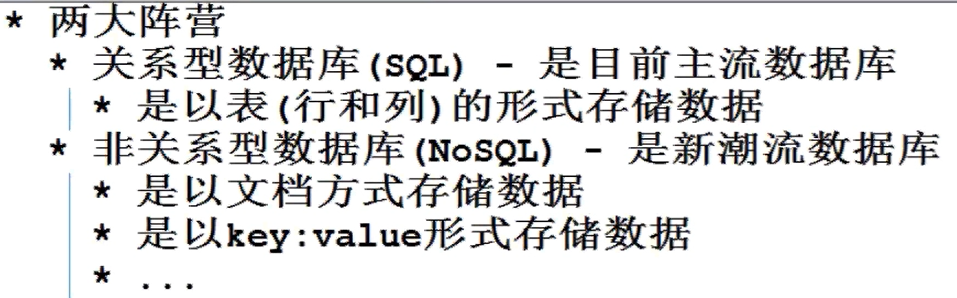 * 两大阵营
* 关系型数据库(SQL) - 是目前主流数据库
* 是以表(行和列)的形式存储数据
* 非关系型数据库(NoSQL) - 是新潮流数据库
* 是以文档方式存储数据
* 是以key:value形式存储数据
* ...